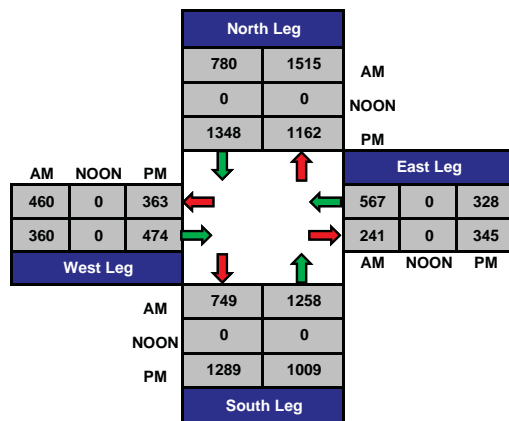 North Leg
780 1515 AM
0 0 NOON
1348 1162 PM
AM NOON PM East Leg
460 0 363 567 0 328
360 0 474 241 0 345
West Leg AM NOON PM
AM 749 1258
NOON 0 0
PM 1289 1009
South Leg